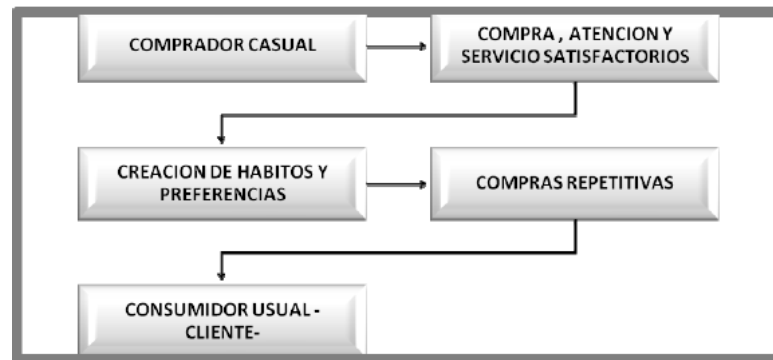 COMPRADOR CASUAL
COMPRA , ATENCION Y
SERVICIO SATISFACTORIOS
CREACION DE HABITOS Y
PREFERENCIAS
COMPRAS REPETITIVAS
CONSUMIDOR USUAL -
CLIENTE-